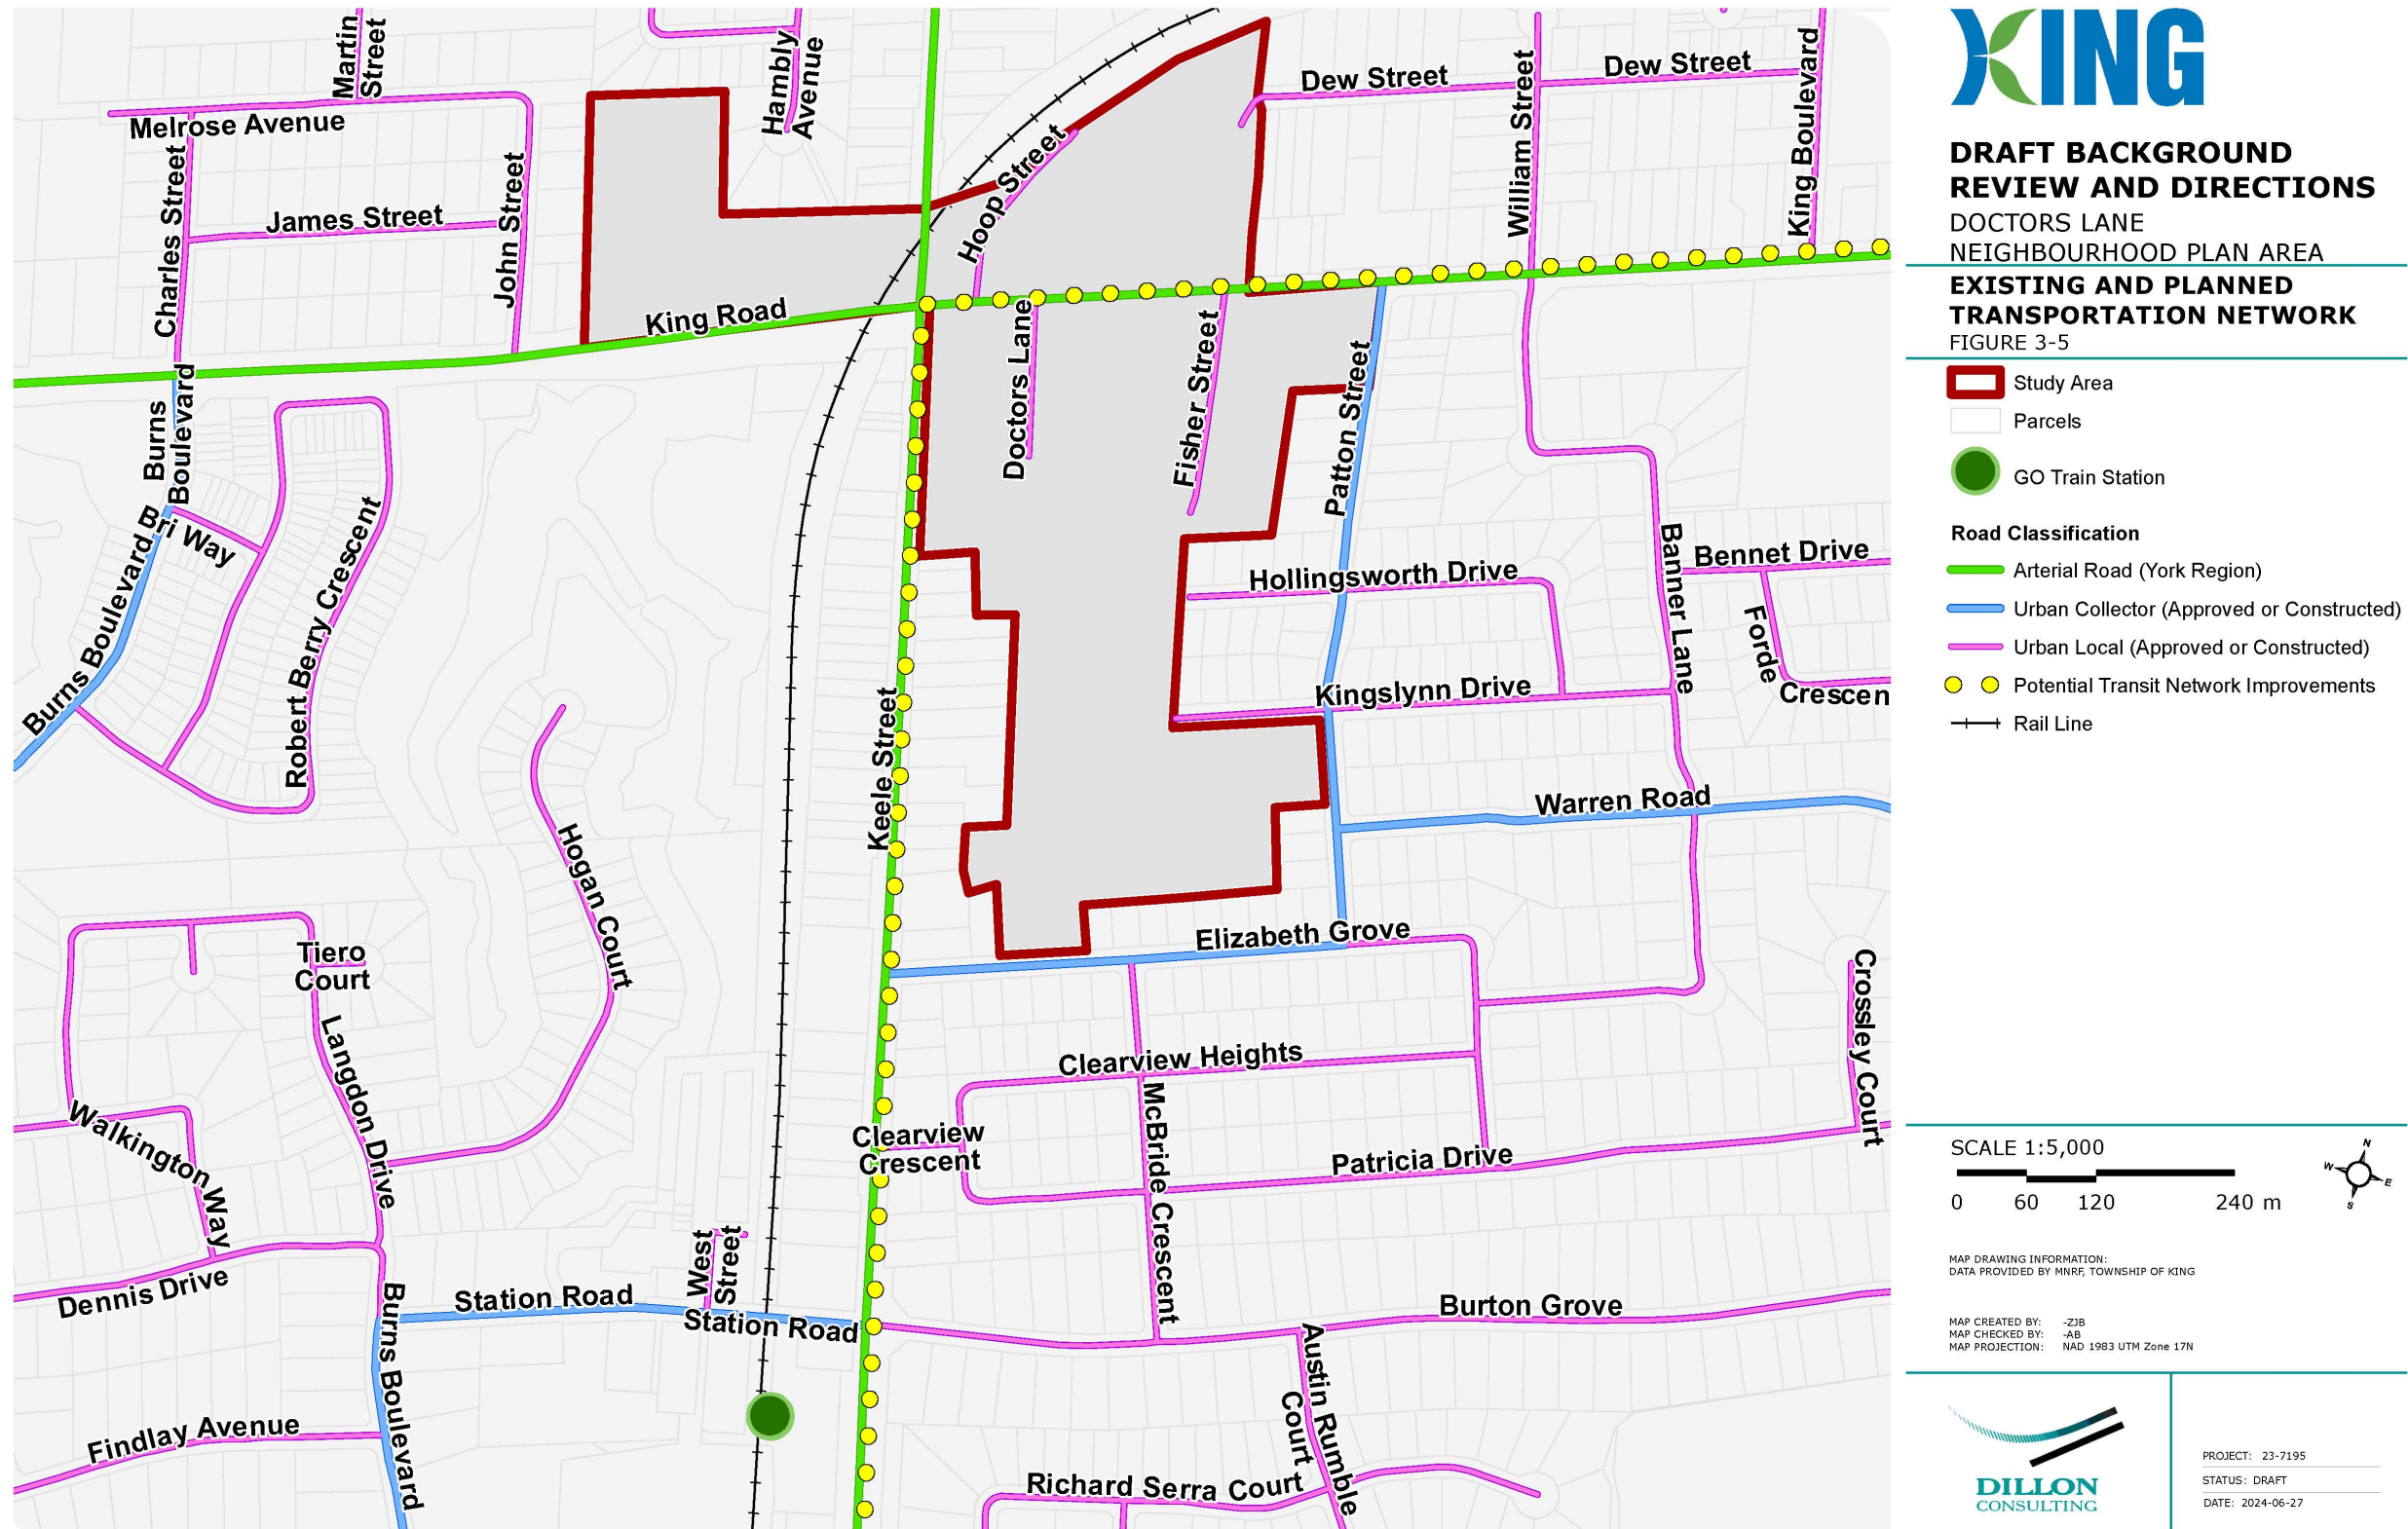 Martin
Street
Hambly
Avenue
Dew Street
Dew Street
William Street
King Boulevard
Melrose Avenue
Charles Street
James Street
John Street
Hoop Street
King Road
Doctors Lane
Fisher Street
Patton Street
Burns
Boulevard
Bri Way
Burns Boulevard
Robert Berry Crescent
Hollingsworth Drive
Banner Lane
Bennet Drive
Forde
Crescen
Kingslynn Drive
Keele Street
Warren Road
Hogan Court
Elizabeth Grove
Tiero
Court
Langdon Drive
Crossley Court
Clearview Heights
McBride Crescent
Clearview
Crescent
Patricia Drive
Walkington Way
Dennis Drive
West
Street
Station Road
Station Road
Burton Grove
Burns Boulevard
Findlay Avenue
Austin Rumble
Court
Richard Serra Court
KING
DRAFT BACKGROUND
REVIEW AND DIRECTIONS
DOCTORS LANE
NEIGHBOURHOOD PLAN AREA
EXISTING AND PLANNED
TRANSPORTATION NETWORK
FIGURE 3-5
Study Area
Parcels
GO Train Station
Road Classification
Arterial Road (York Region)
Urban Collector (Approved or Constructed)
Urban Local (Approved or Constructed)
Potential Transit Network Improvements
Rail Line
SCALE 1:5,000
0 60 120 240 m
N
W
E
S
MAP DRAWING INFORMATION:
DATA PROVIDED BY MNRF, TOWNSHIP OF KING
MAP CREATED BY: -ZJB
MAP CHECKED BY: -AB
MAP PROJECTION: NAD 1983 UTM Zone 17N
DILLON
CONSULTING
PROJECT: 23-7195
STATUS: DRAFT
DATE: 2024-06-27